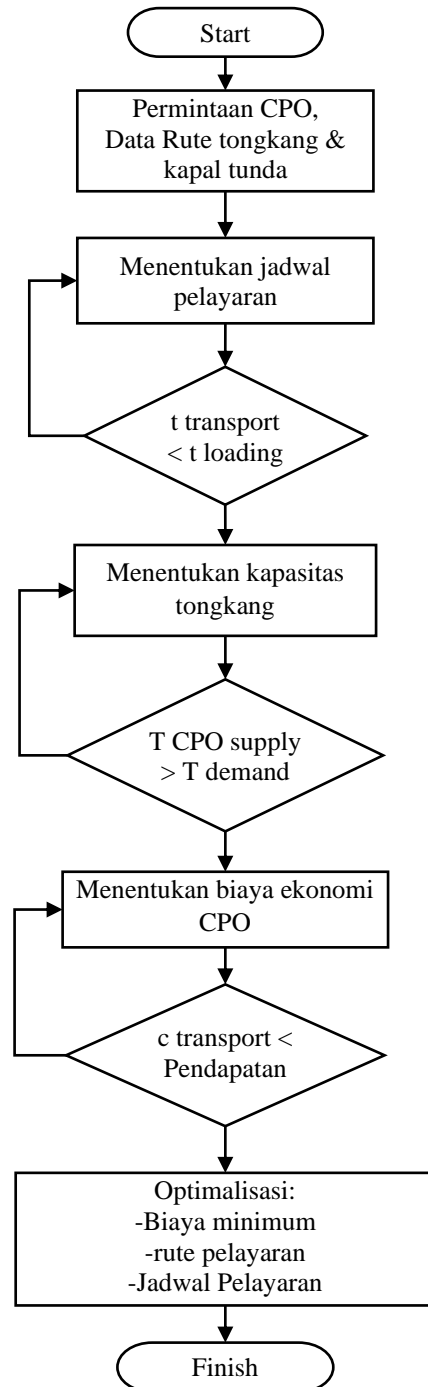 Start
Permintaan CPO,
Data Rute tongkang &
kapal tunda
Menentukan jadwal
pelayaran
t transport
< t loading
Menentukan kapasitas
tongkang
T CPO supply
> T demand
Menentukan biaya ekonomi
CPO
c transport <
Pendapatan
Optimalisasi:
-Biaya minimum
-rute pelayaran
-Jadwal Pelayaran
Finish